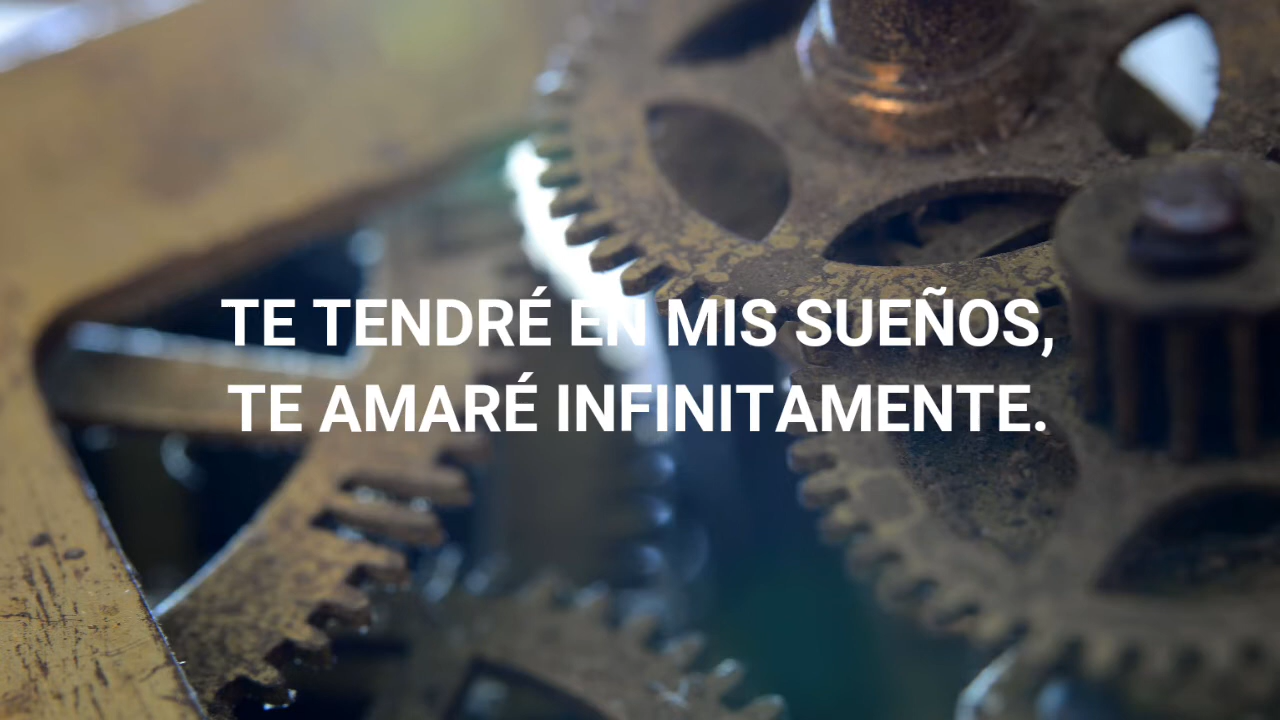 TE TENDRÉ EN MIS SUEÑOS,
TE AMARÉ INFINITAMENTE.